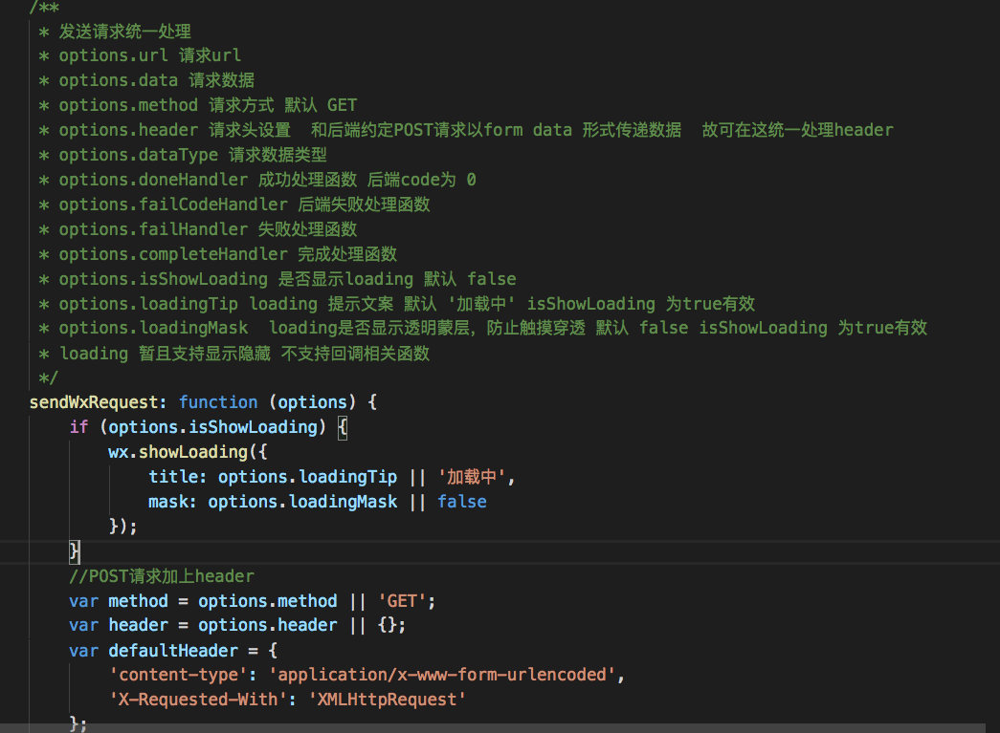 /**
* 发送请求统一处理
* options.url 请求url
* options.data 请求数据
* options.method 请求方式 默认 GET
* options.header 请求头设置  和后端约定POST请求以form data 形式传递数据  故可在这统一处理header
* options.dataType 请求数据类型
* options.doneHandler 成功处理函数 后端code为 0
* options.failCodeHandler 后端失败处理函数
* options.failHandler 失败处理函数
* options.completeHandler 完成处理函数
* options.isShowLoading 是否显示loading 默认 false
* options.loadingTip loading 提示文案 默认 '加载中' isShowLoading 为true有效
* options.loadingMask  loading是否显示透明蒙层，防止触摸穿透 默认 false isShowLoading 为true有效
* loading 暂且支持显示隐藏 不支持回调相关函数
*/
sendWxRequest: function (options) {
if (options.isShowLoading) {
wx.showLoading({
title: options.loadingTip || '加载中',
mask: options.loadingMask || false
});
}
//POST请求加上header
var method = options.method || 'GET';
var header = options.header || {};
var defaultHeader = {
'content-type': 'application/x-www-form-urlencoded',
'X-Requested-With': 'XMLHttpRequest'
};